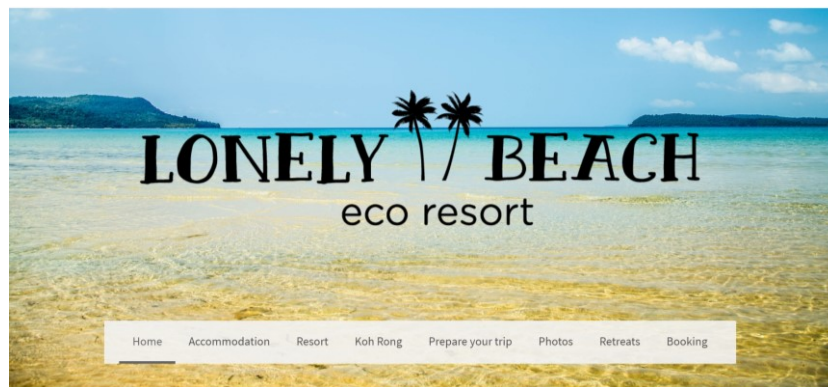 LONELY BEACH
eco resort
Home Accommodation Resort Koh Rong Prepare your trip Photos Retreats Booking